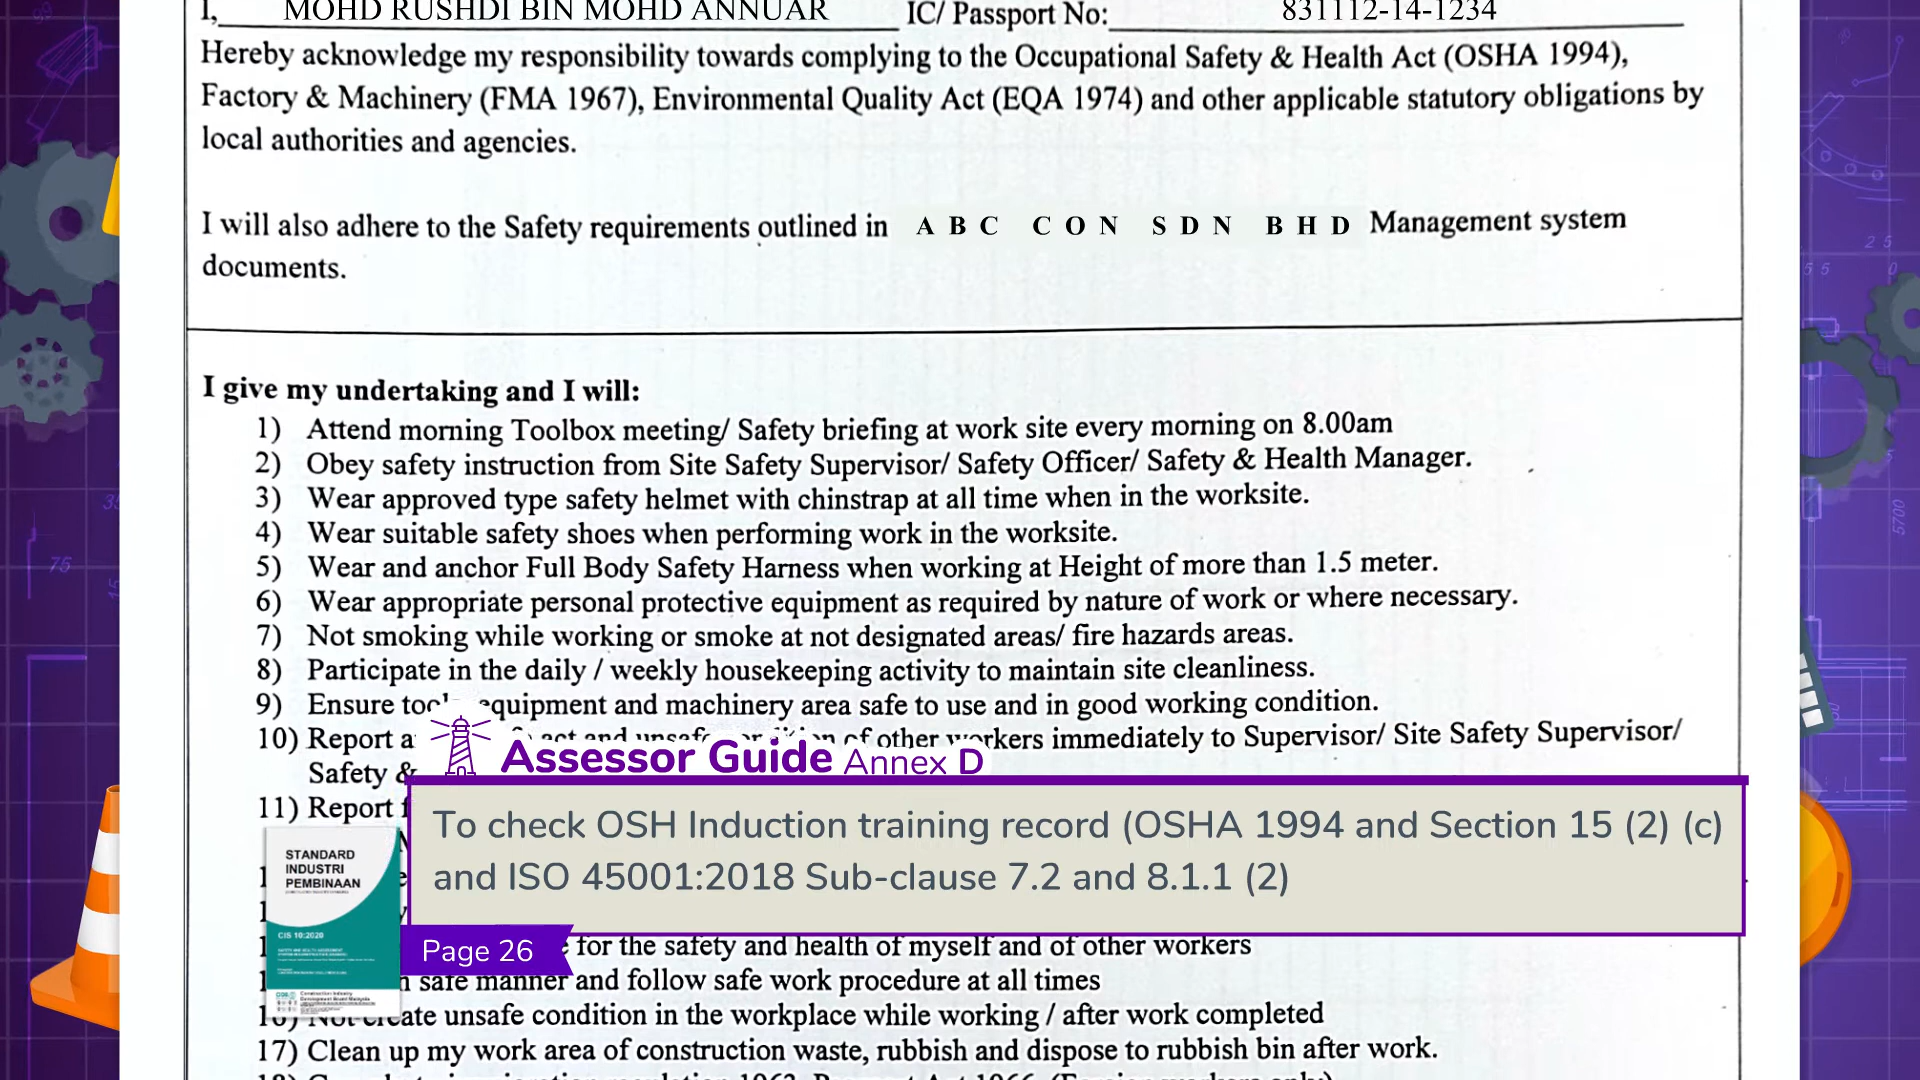 I, MOHD RUSHDI BIN MOHD ANNUAR IC/ Passport No: 831112-14-1234
Hereby acknowledge my responsibility towards complying to the Occupational Safety & Health Act (OSHA 1994),
Factory & Machinery (FMA 1967), Environmental Quality Act (EQA 1974) and other applicable statutory obligations by
local authorities and agencies.
I will also adhere to the Safety requirements outlined in ABC CON SDN BHD Management system
documents.
I give my undertaking and I will:
1) Attend morning Toolbox meeting/ Safety briefing at work site every morning on 8.00am
2) Obey safety instruction from Site Safety Supervisor/ Safety Officer/ Safety & Health Manager.
3) Wear approved type safety helmet with chinstrap at all time when in the worksite.
4) Wear suitable safety shoes when performing work in the worksite.
5) Wear and anchor Full Body Safety Harness when working at Height of more than 1.5 meter.
6) Wear appropriate personal protective equipment as required by nature of work or where necessary.
7) Not smoking while working or smoke at not designated areas/ fire hazards areas.
8) Participate in the daily / weekly housekeeping activity to maintain site cleanliness.
9) Ensure equipment and machinery area safe to use and in good working condition.
10) Report act and of other workers immediately to Supervisor/ Site Safety Supervisor/
Safety &
11) Report
Assessor Guide Annex D
To check OSH Induction training record (OSHA 1994 and Section 15 (2) (c)
and ISO 45001:2018 Sub-clause 7.2 and 8.1.1 (2)
Page 26
STANDARD
INDUSTRI
PEMBINAAN
CIS 10:2020
for the safety and health of myself and of other workers
safe manner and follow safe work procedure at all times
16) Not create unsafe condition in the workplace while working / after work completed
17) Clean up my work area of construction waste, rubbish and dispose to rubbish bin after work.